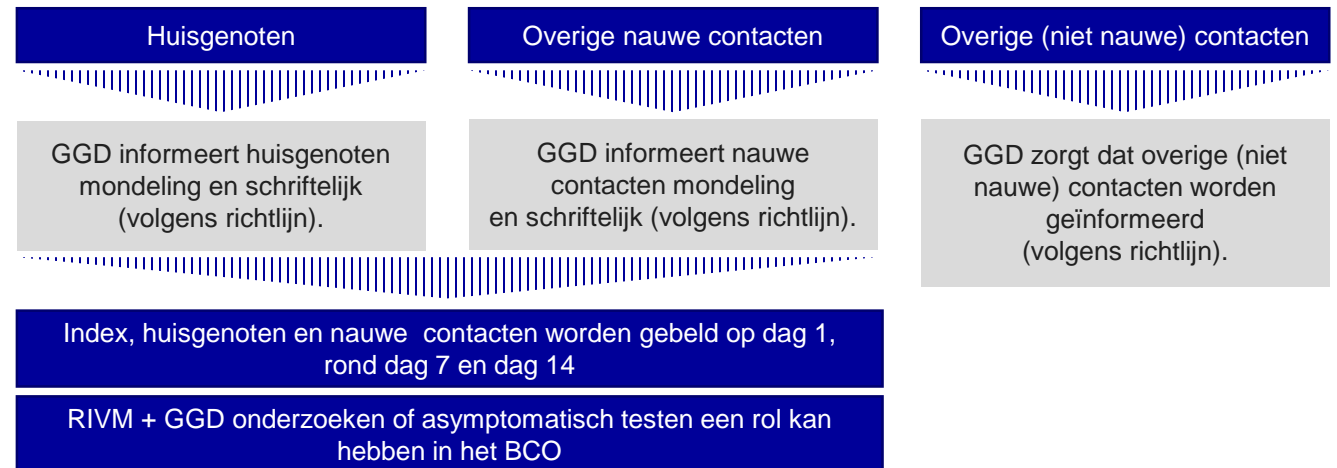 Huisgenoten
Overige nauwe contacten
Overige (niet nauwe) contacten
GGD informeert huisgenoten
mondeling en schriftelijk
(volgens richtlijn).
GGD informeert nauwe
contacten mondeling
en schriftelijk (volgens richtlijn).
GGD zorgt dat overige (niet
nauwe) contacten worden
geïnformeerd
(volgens richtlijn).
Index, huisgenoten en nauwe contacten worden gebeld op dag 1,
rond dag 7 en dag 14
RIVM + GGD onderzoeken of asymptomatisch testen een rol kan
hebben in het BCO